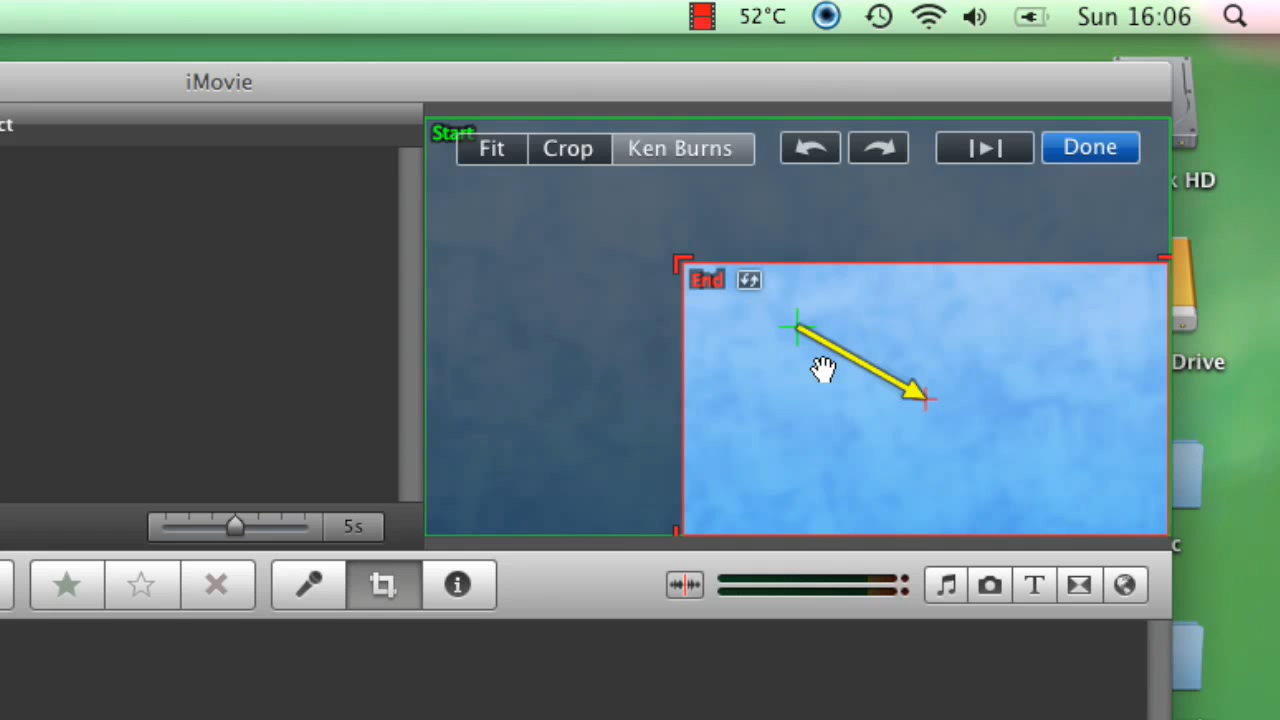 52°C
Sun 16:06
iMovie
ct
Start
Fit
Crop
Ken Burns
Done
k HD
End
Drive
5s
c
T